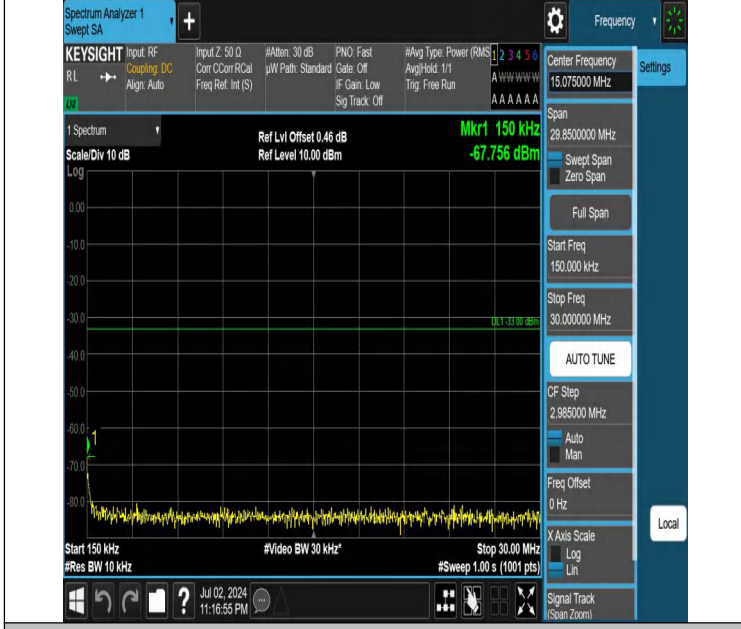 Spectrum Analyzer 1
Swept SA
Frequency
KEYSIGHT
RL
LXI
Input: RF
Coupling: DC
Align: Auto
Input Z: 50 Ω
Corr CCorr RCal
Freq Ref: Int (S)
#Atten: 30 dB
µW Path: Standard
PNO: Fast
Gate: Off
IF Gain: Low
Sig Track: Off
#Avg Type: Power (RMS
Avg|Hold: 1/1
Trig: Free Run
1 2 3 4 5 6
A W W W W W
A A A A A A
Center Frequency
15.075000 MHz
Settings
Span
29.8500000 MHz
Swept Span
Zero Span
Full Span
Start Freq
150.000 kHz
Stop Freq
30.000000 MHz
AUTO TUNE
CF Step
2.985000 MHz
Auto
Man
Freq Offset
0 Hz
X Axis Scale
Log
Lin
Signal Track
(Span Zoom)
Local
1 Spectrum
Scale/Div 10 dB
Log
Ref Lvl Offset 0.46 dB
Ref Level 10.00 dBm
Mkr1 150 kHz
-67.756 dBm
0.00
-10.0
-20.0
-30.0
DL1 -33.00 dBm
-40.0
-50.0
-60.0
1
-70.0
-80.0
Start 150 kHz
#Res BW 10 kHz
#Video BW 30 kHz*
Stop 30.00 MHz
#Sweep 1.00 s (1001 pts)
?
Jul 02, 2024
11:16:55 PM